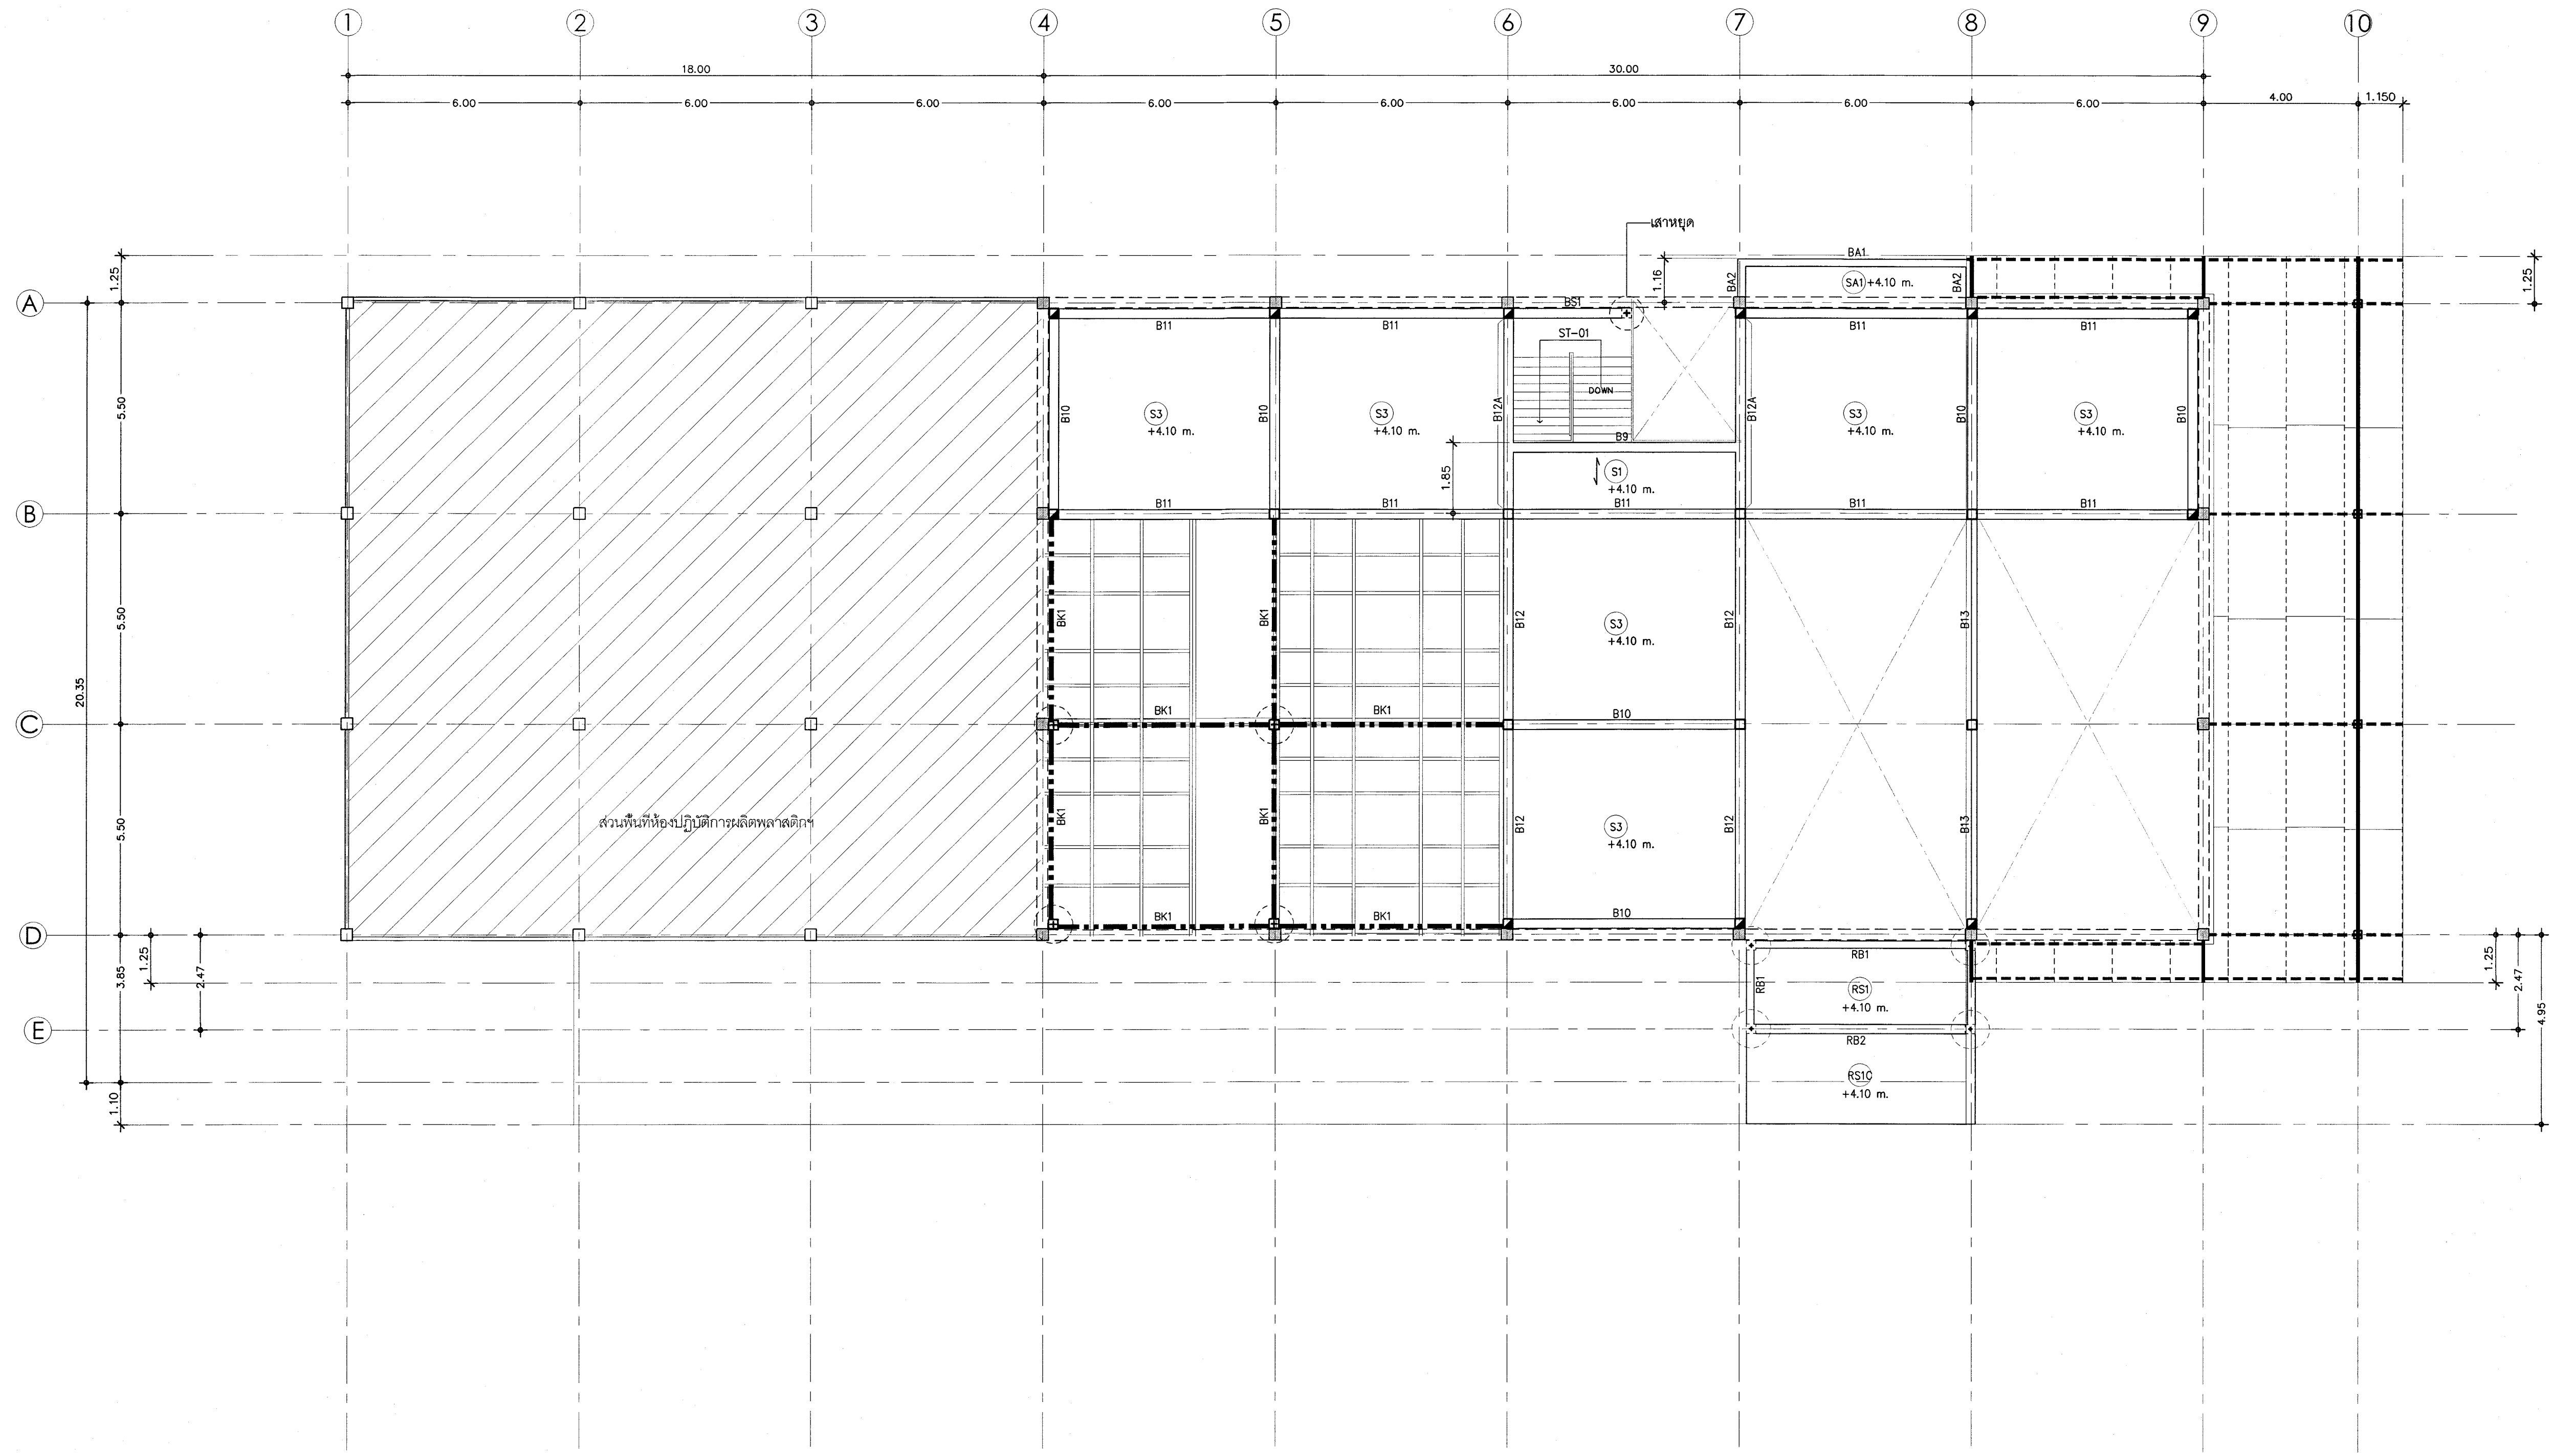 1 2 3 4 5 6 7 8 9 10
18.00 30.00
6.00 6.00 6.00 6.00 6.00 6.00 6.00 6.00 4.00 1.150
เสาหยุด
1.25 1.16 BA2 BA1 BA2 1.25
SA1 +4.10 m.
A
BS1
B11 B11 B11 B11
ST-01
DOWN
5.50
B10 B10 B12A B12A B10 B10
S3 S3 S3 S3
+4.10 m. +4.10 m. +4.10 m. +4.10 m.
B9
1.85
S1
+4.10 m.
B11 B11 B11 B11 B11
B
5.50
BK1 BK1 B12 B12 B13
S3
+4.10 m.
20.35
BK1 BK1 B10
C
5.50
ส่วนพื้นที่ห้องปฏิบัติการผลิตพลาสติกฯ
BK1 BK1 B12 B12 B13
S3
+4.10 m.
BK1 BK1 B10
D
1.25 3.85 2.47
RB1
RB1
RS1
+4.10 m.
1.25 2.47 4.95
E
RB2
RS1C
+4.10 m.
1.10